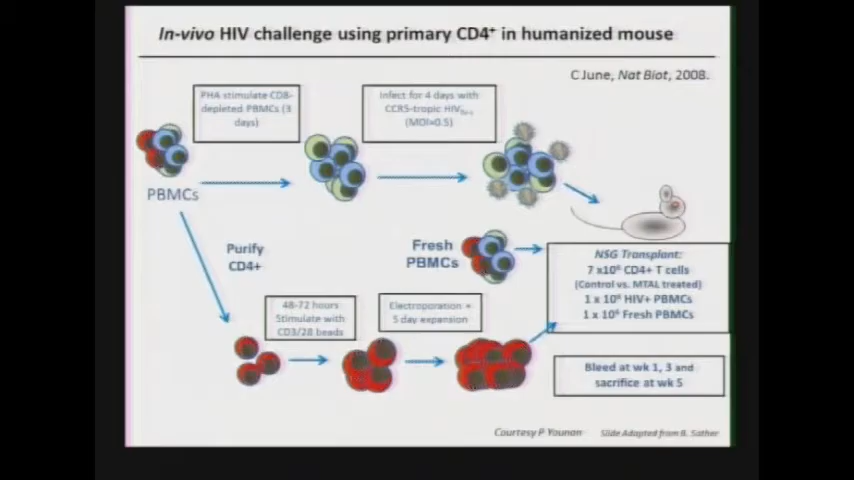 In-vivo HIV challenge using primary CD4⁺ in humanized mouse
C June, Nat Biot, 2008.
PHA stimulate CD8-
depleted PBMCs (3
days)
Infect for 4 days with
CCR5-tropic HIV
(MOI=0.5)
PBMCs
Purify
CD4+
Fresh
PBMCs
NSG Transplant:
7 x10⁶ CD4+ T cells
(Control vs. MTAL treated)
1 x 10⁶ HIV+ PBMCs
1 x 10⁶ Fresh PBMCs
48-72 hours
Stimulate with
CD3/28 beads
Electroporation +
5 day expansion
Bleed at wk 1, 3 and
sacrifice at wk 5
Courtesy P Younan
Slide Adapted from B. Sather